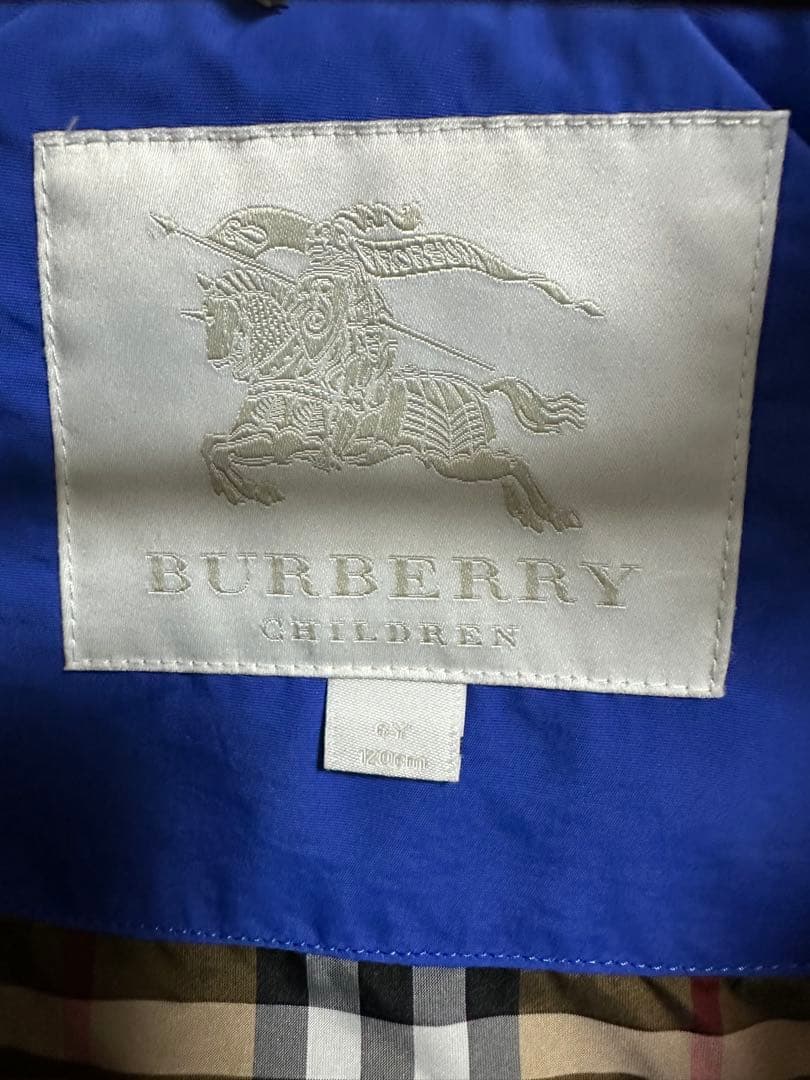 PRORSUM
BURBERRY
CHILDREN
6Y
120cm